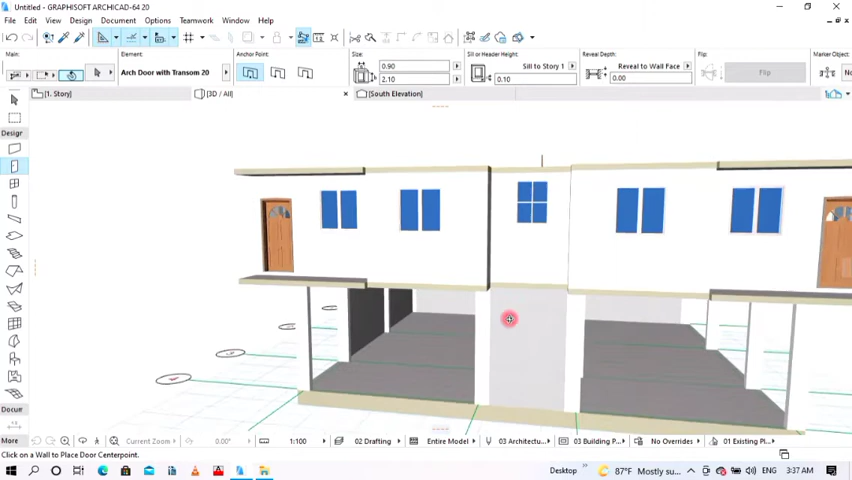 Untitled - GRAPHISOFT ARCHICAD-64 20
File Edit View Design Document Options Teamwork Window Help
Main: Element: Anchor Point: Size: Sill or Header Height: Reveal Depth: Flip: Marker Object:
Arch Door with Transom 20 0.90 2.10 Sill to Story 1 0.10 Reveal to Wall Face 0.00 Flip No
[1. Story] [3D / All] [South Elevation]
Design
Docum
More
Current Zoom 0.00° 1:100 02 Drafting Entire Model 03 Architectu... 03 Building P... No Overrides 01 Existing Pl...
Click on a Wall to Place Door Centerpoint.
Desktop 87°F Mostly su... ENG 3:37 AM